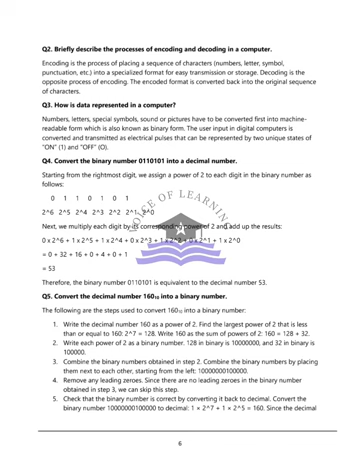 Q2. Briefly describe the processes of encoding and decoding in a computer.
Encoding is the process of placing a sequence of characters (numbers, letter, symbol,
punctuation, etc.) into a specialized format for easy transmission or storage. Decoding is the
opposite process of encoding. The encoded format is converted back into the original sequence
of characters.
Q3. How is data represented in a computer?
Numbers, letters, special symbols, sound or pictures have to be converted first into machine-
readable form which is also known as binary form. The user input in digital computers is
converted and transmitted as electrical pulses that can be represented by two unique states of
"ON" (1) and "OFF" (O).
Q4. Convert the binary number 0110101 into a decimal number.
Starting from the rightmost digit, we assign a power of 2 to each digit in the binary number as
follows:
0 1 1 0 1 0 1
2^6 2^5 2^4 2^3 2^2 2^1 2^0
OF LEARNIN
Next, we multiply each digit by its corresponding power of 2 and add up the results:
0 x 2^6 + 1 x 2^5 + 1 x 2^4 + 0 x 2^3 + 1 x 2^2 + 0 x 2^1 + 1 x 2^0
= 0 + 32 + 16 + 0 + 4 + 0 + 1
= 53
Therefore, the binary number 0110101 is equivalent to the decimal number 53.
Q5. Convert the decimal number 160₁₀ into a binary number.
The following are the steps used to convert 160₁₀ into a binary number:
1. Write the decimal number 160 as a power of 2. Find the largest power of 2 that is less
than or equal to 160: 2^7 = 128. Write 160 as the sum of powers of 2: 160 = 128 + 32.
2. Write each power of 2 as a binary number. 128 in binary is 10000000, and 32 in binary is
100000.
3. Combine the binary numbers obtained in step 2. Combine the binary numbers by placing
them next to each other, starting from the left: 10000000100000.
4. Remove any leading zeroes. Since there are no leading zeroes in the binary number
obtained in step 3, we can skip this step.
5. Check that the binary number is correct by converting it back to decimal. Convert the
binary number 10000000100000 to decimal: 1 × 2^7 + 1 × 2^5 = 160. Since the decimal
6